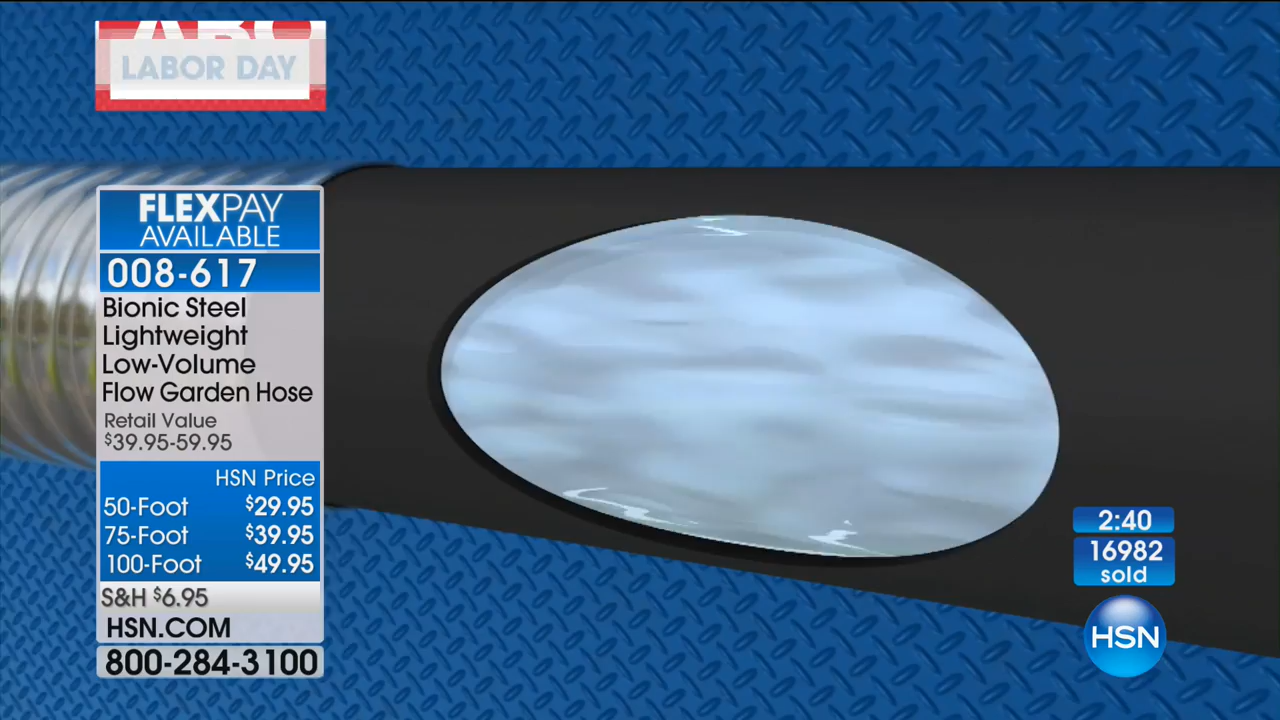 LABOR DAY
FLEXPAY
AVAILABLE
008-617
Bionic Steel
Lightweight
Low-Volume
Flow Garden Hose
Retail Value
$39.95-59.95
HSN Price
50-Foot $29.95
75-Foot $39.95
100-Foot $49.95
S&H $6.95
HSN.COM
800-284-3100
2:40
16982
sold
HSN